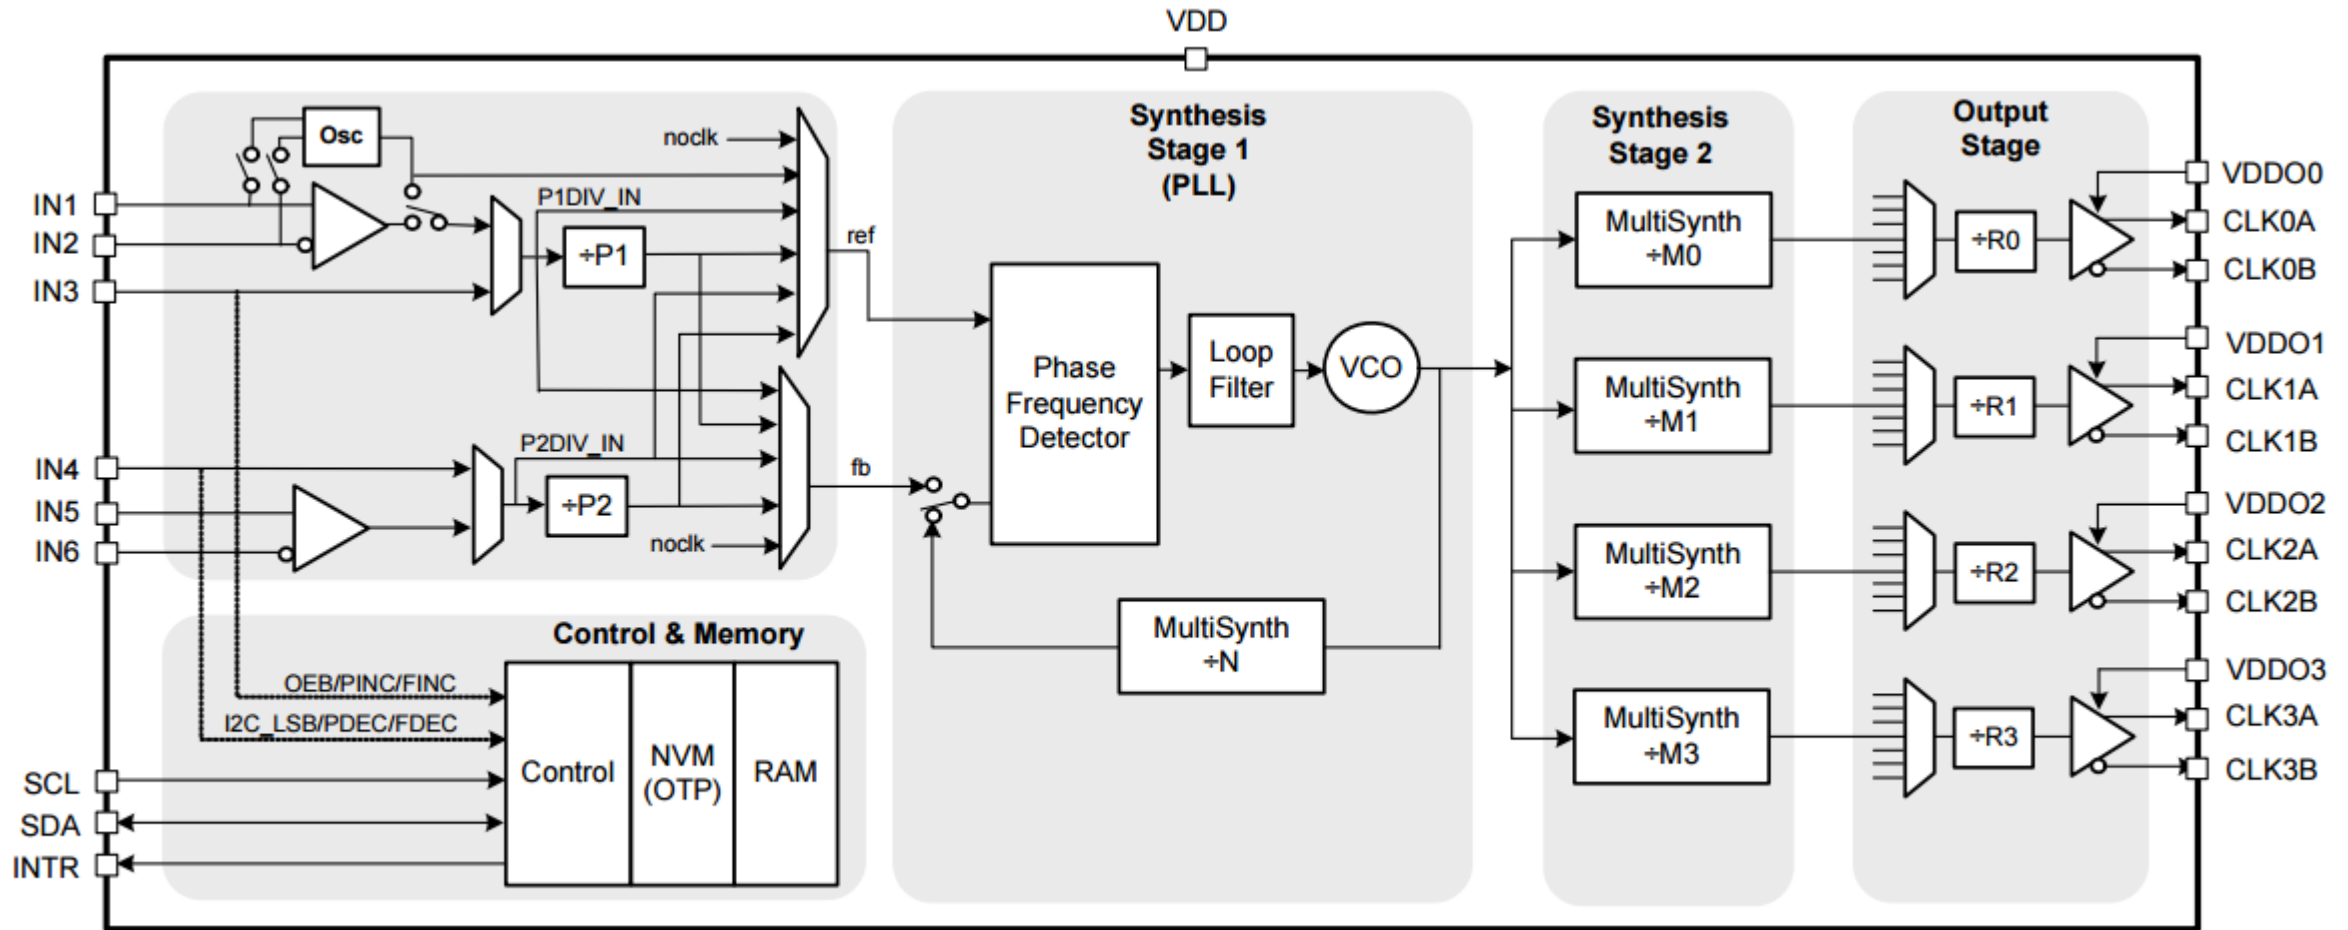 VDD
Osc
noclk
IN1
IN2
IN3
P1DIV_IN
÷P1
ref
IN4
IN5
IN6
P2DIV_IN
÷P2
noclk
fb
Control & Memory
OEB/PINC/FINC
I2C_LSB/PDEC/FDEC
SCL
SDA
INTR
Control
NVM
(OTP)
RAM
Synthesis
Stage 1
(PLL)
Phase
Frequency
Detector
Loop
Filter
VCO
MultiSynth
÷N
Synthesis
Stage 2
MultiSynth
÷M0
MultiSynth
÷M1
MultiSynth
÷M2
MultiSynth
÷M3
Output
Stage
÷R0
÷R1
÷R2
÷R3
VDDO0
CLK0A
CLK0B
VDDO1
CLK1A
CLK1B
VDDO2
CLK2A
CLK2B
VDDO3
CLK3A
CLK3B